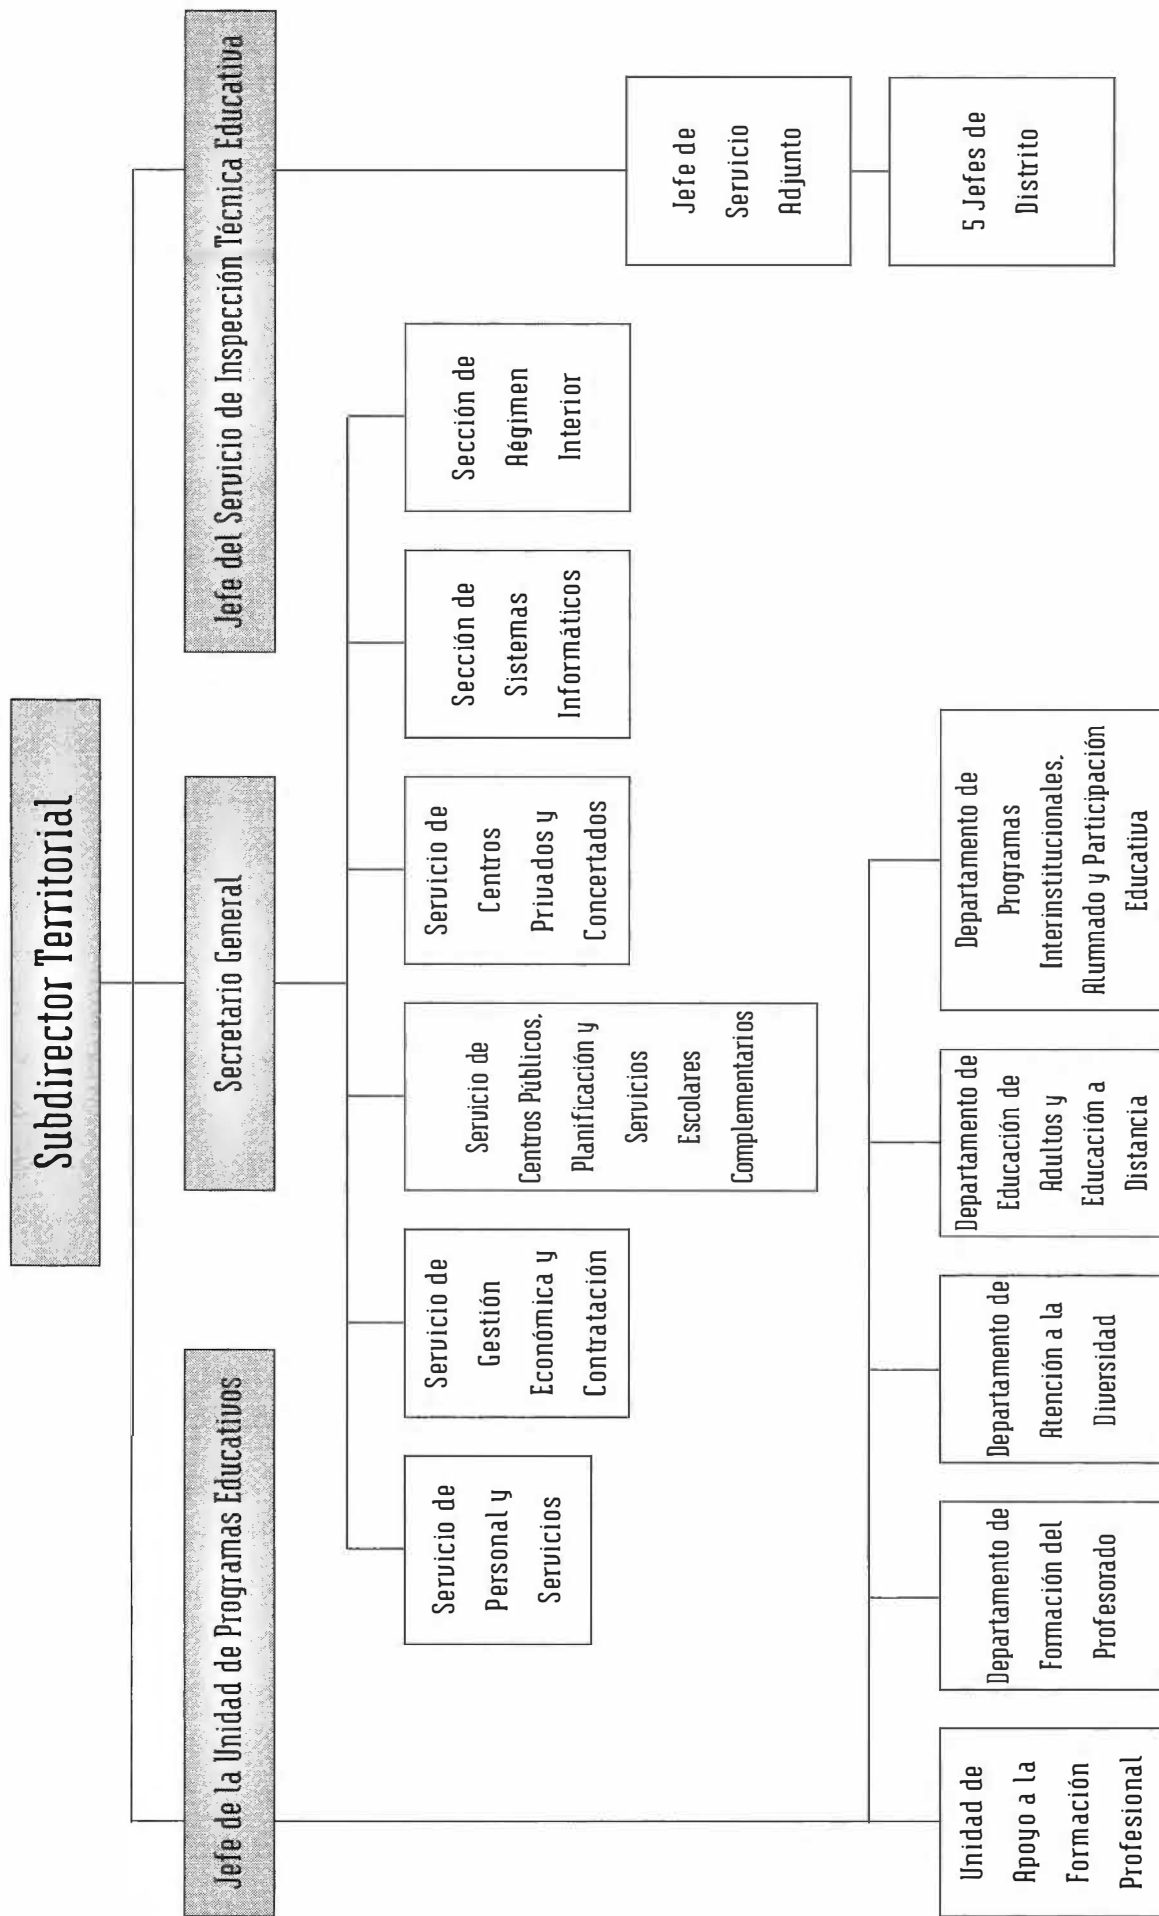 Subdirector Territorial
Jefe de la Unidad de Programas Educativos
Secretario General
Jefe del Servicio de Inspección Técnica Educativa
Servicio de
Personal y
Servicios
Servicio de
Gestión
Económica y
Contratación
Servicio de
Centros Públicos.
Planificación y
Servicios
Escolares
Complementarios
Servicio de
Centros
Privados y
Concertados
Sección de
Sistemas
Informáticos
Sección de
Régimen
Interior
Jefe de
Servicio
Adjunto
5 Jefes de
Distrito
Unidad de
Apoyo a la
Formación
Profesional
Departamento de
Formación del
Profesorado
Departamento de
Atención a la
Diversidad
Departamento de
Educación de
Adultos y
Educación a
Distancia
Departamento de
Programas
Interinstitucionales.
Alumnado y Participación
Educativa